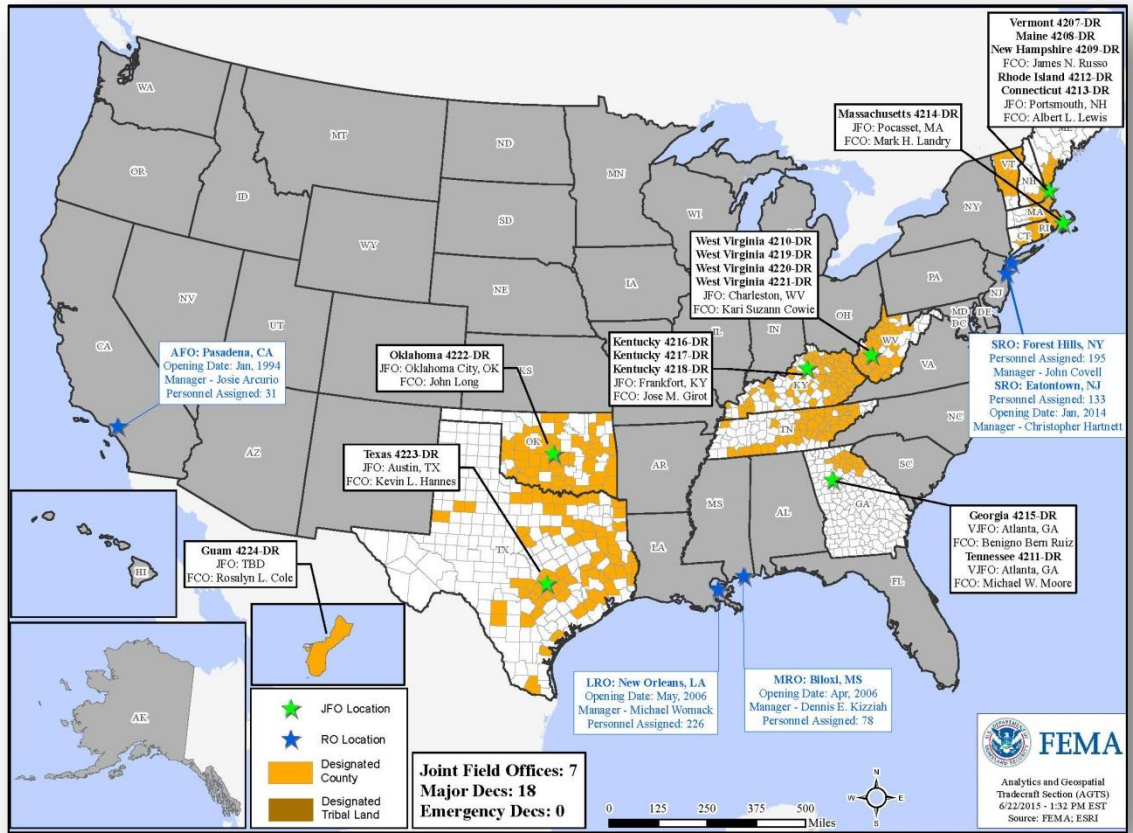 Vermont 4207-DR
Maine 4208-DR
New Hampshire 4209-DR
FCO: James N. Russo
Rhode Island 4212-DR
Connecticut 4213-DR
JFO: Portsmouth, NH
FCO: Albert L. Lewis
Massachusetts 4214-DR
JFO: Pocasset, MA
FCO: Mark H. Landry
West Virginia 4210-DR
West Virginia 4219-DR
West Virginia 4220-DR
West Virginia 4221-DR
JFO: Charleston, WV
FCO: Kari Suzann Cowie
Kentucky 4216-DR
Kentucky 4217-DR
Kentucky 4218-DR
JFO: Frankfort, KY
FCO: Jose M. Girot
Oklahoma 4222-DR
JFO: Oklahoma City, OK
FCO: John Long
Texas 4223-DR
JFO: Austin, TX
FCO: Kevin L. Hannes
AFO: Pasadena, CA
Opening Date: Jan, 1994
Manager - Josie Arcurio
Personnel Assigned: 31
SRO: Forest Hills, NY
Personnel Assigned: 195
Manager - John Covell
SRO: Eatontown, NJ
Personnel Assigned: 133
Opening Date: Jan, 2014
Manager - Christopher Hartnett
Georgia 4215-DR
VJFO: Atlanta, GA
FCO: Benigno Bern Ruiz
Tennessee 4211-DR
VJFO: Atlanta, GA
FCO: Michael W. Moore
Guam 4224-DR
JFO: TBD
FCO: Rosalyn L. Cole
LRO: New Orleans, LA
Opening Date: May, 2006
Manager - Michael Womack
Personnel Assigned: 226
MRO: Biloxi, MS
Opening Date: Apr, 2006
Manager - Dennis E. Kizziah
Personnel Assigned: 78
WA
MT
ND
MN
OR
ID
SD
WI
WY
NV
UT
CA
NE
IA
AZ
KS
IL
IN
OH
PA
NY
VT
NH
ME
MA
CT
RI
NJ
MD
DE
DC
WV
VA
KY
TN
NC
SC
OK
AR
TX
LA
MS
AL
GA
FL
HI
AK
JFO Location
RO Location
Designated
County
Designated
Tribal Land
Joint Field Offices: 7
Major Decs: 18
Emergency Decs: 0
0 125 250 375 500
Miles
N
W
E
S
FEMA
Analytics and Geospatial
Tradecraft Section (AGTS)
6/22/2015 - 1:32 PM EST
Source: FEMA; ESRI